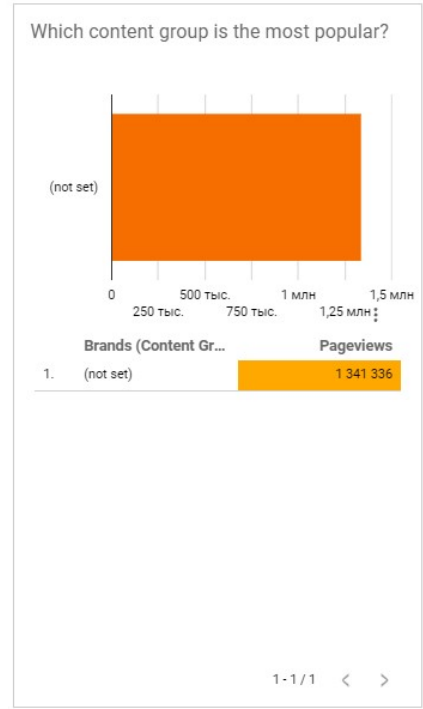 Which content group is the most popular?
(not set)
0 500 тыс. 1 млн 1,5 млн
250 тыс. 750 тыс. 1,25 млн
Brands (Content Gr... Pageviews
1. (not set) 1 341 336
1 - 1 / 1 < >